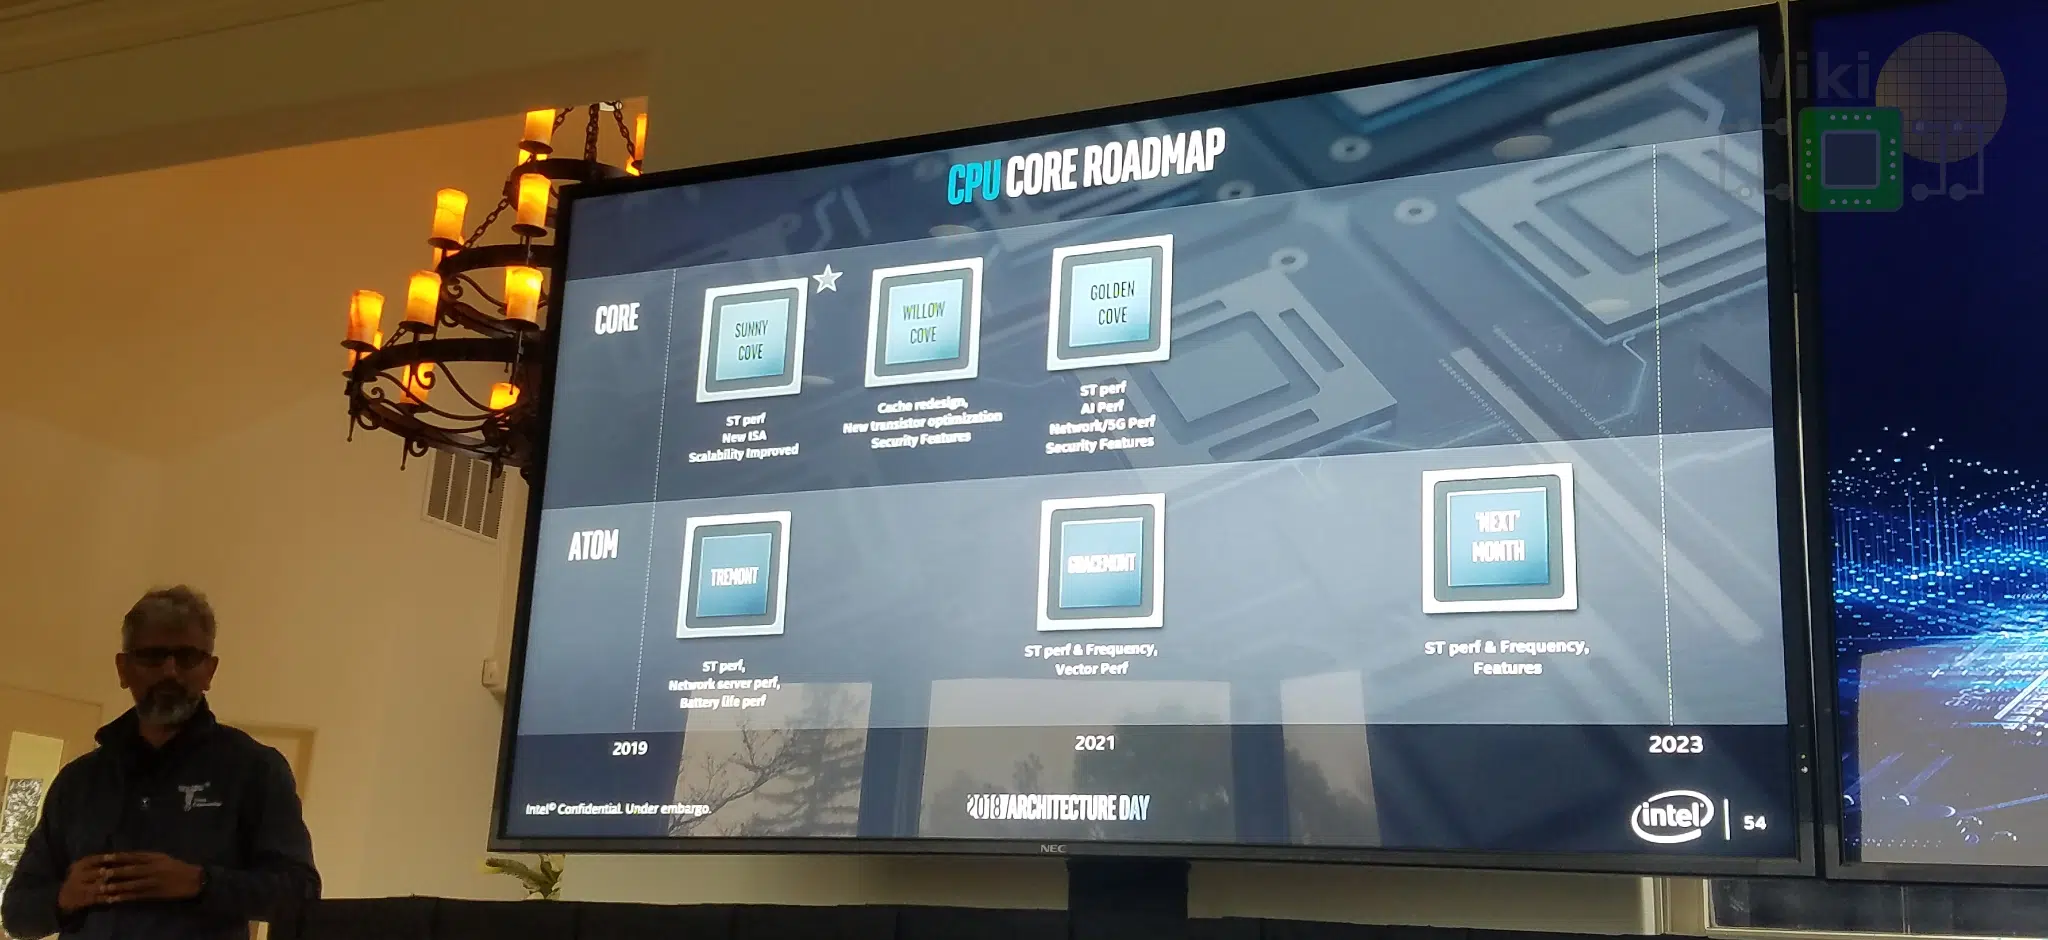 Wiki
CPU CORE ROADMAP
CORE
SUNNY
COVE
ST perf
New ISA
Scalability Improved
WILLOW
COVE
Cache redesign,
New transistor optimization
Security Features
GOLDEN
COVE
ST perf
AI Perf
Network/5G Perf
Security Features
ATOM
TREMONT
ST perf,
Network server perf,
Battery life perf
GRACEMONT
ST perf & Frequency,
Vector Perf
'NEXT'
MONTH
ST perf & Frequency,
Features
2019
2021
2023
Intel® Confidential. Under embargo.
2018 ARCHITECTURE DAY
intel
54
NEC